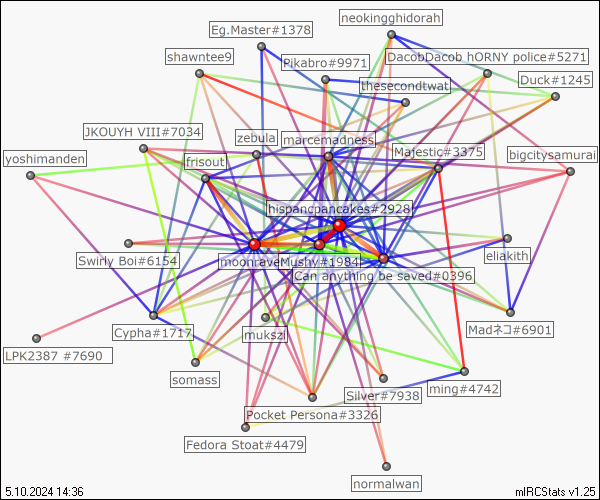 neokingghidorah
Eg.Master#1378
shawntee9
Pikabro#9971
DacobDacob hORNY police#5271
thesecondtwat
Duck#1245
JKOUYH VIII#7034
zebula
marcemadness
yoshimanden
frisout
Majestic#3375
bigcitysamurai
hispancpancakes#2928
Swirly Boi#6154
moonrave
Mushy#1984
eliakith
Can anything be saved#0396
Cypha#1717
mukszi
Madネコ#6901
LPK2387 #7690
somass
Silver#7938
ming#4742
Pocket Persona#3326
Fedora Stoat#4479
normalwan
5.10.2024 14:36
mIRCStats v1.25